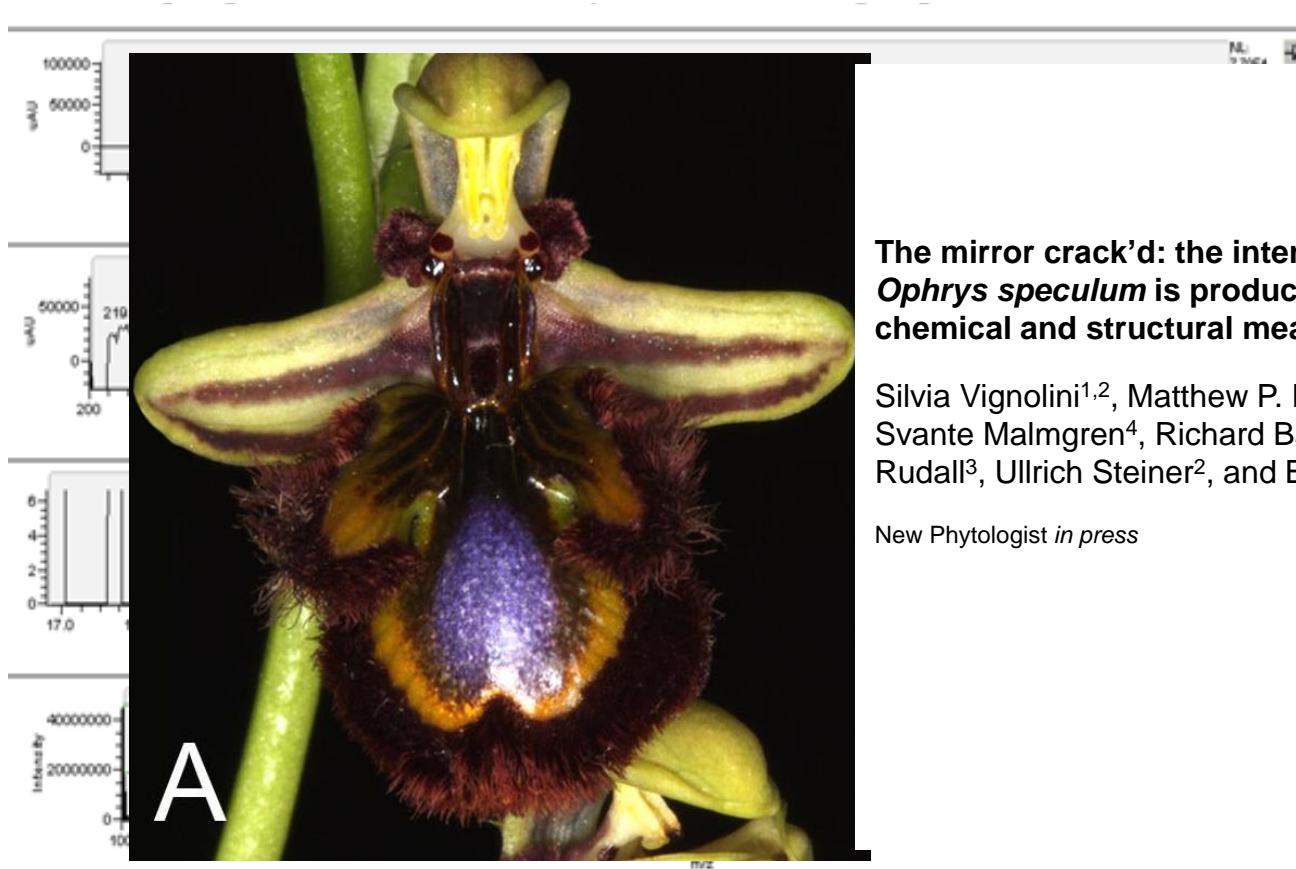 NL:
100000
50000
0
uAU
The mirror crack’d: the inter
Ophrys speculum is produc
chemical and structural mea
50000
219
0
uAU
200
Silvia Vignolini1,2, Matthew P.
Svante Malmgren4, Richard B
Rudall3, Ullrich Steiner2, and E
6
4
2
0
17.0
New Phytologist in press
40000000
20000000
0
Intensity
10
A
m/z